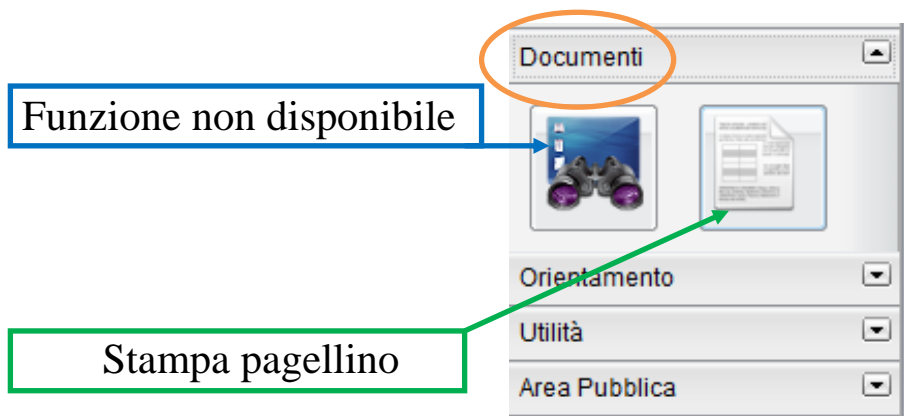 Documenti
Funzione non disponibile
Orientamento
Utilità
Stampa pagellino
Area Pubblica